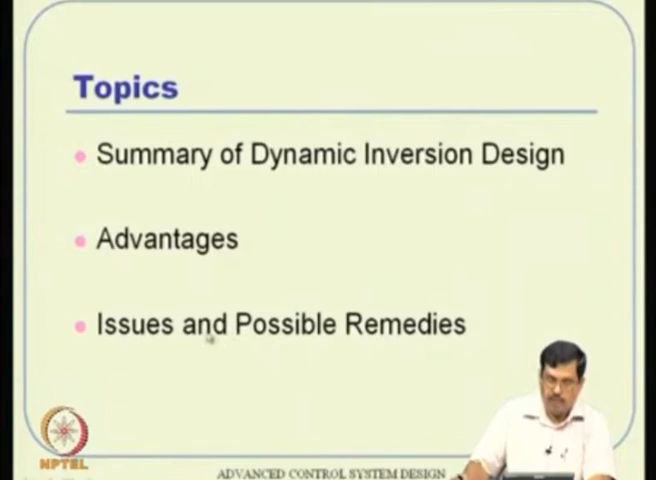 Topics
Summary of Dynamic Inversion Design
Advantages
Issues and Possible Remedies
NPTEL
ADVANCED CONTROL SYSTEM DESIGN